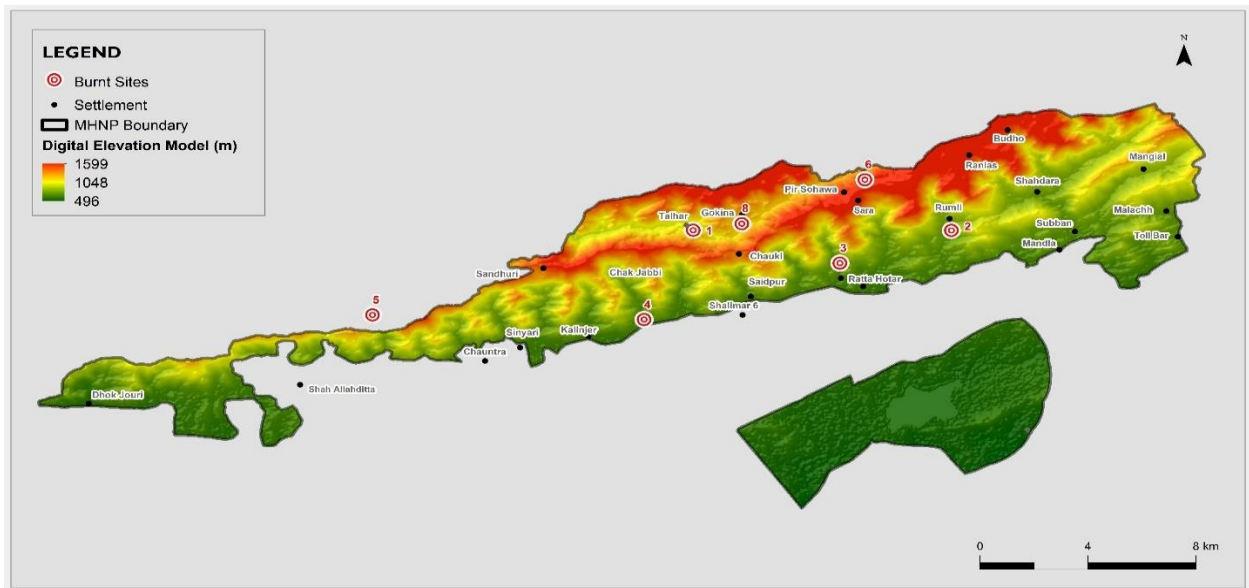 LEGEND
Burnt Sites
Settlement
MHNP Boundary
Digital Elevation Model (m)
1599
1048
496
N
Budho
Ranias
Mangial
6
Pir Sohawa
Shahdara
Sara
Talhar
Gokina
8
Rumli
Malachh
1
2
Subban
Toll Bar
Mandla
Chauki
3
Sandhuri
Chak Jabbi
Ratta Hotar
Saidpur
5
4
Shalimar 6
Sinyari
Kalinjer
Chauntra
Shah Allahditta
Dhok Jouri
0
4
8 km